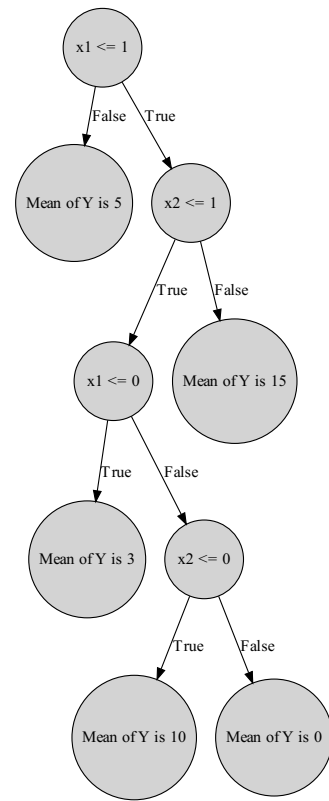 x1 <= 1
False
True
Mean of Y is 5
x2 <= 1
True
False
x1 <= 0
Mean of Y is 15
True
False
Mean of Y is 3
x2 <= 0
True
False
Mean of Y is 10
Mean of Y is 0